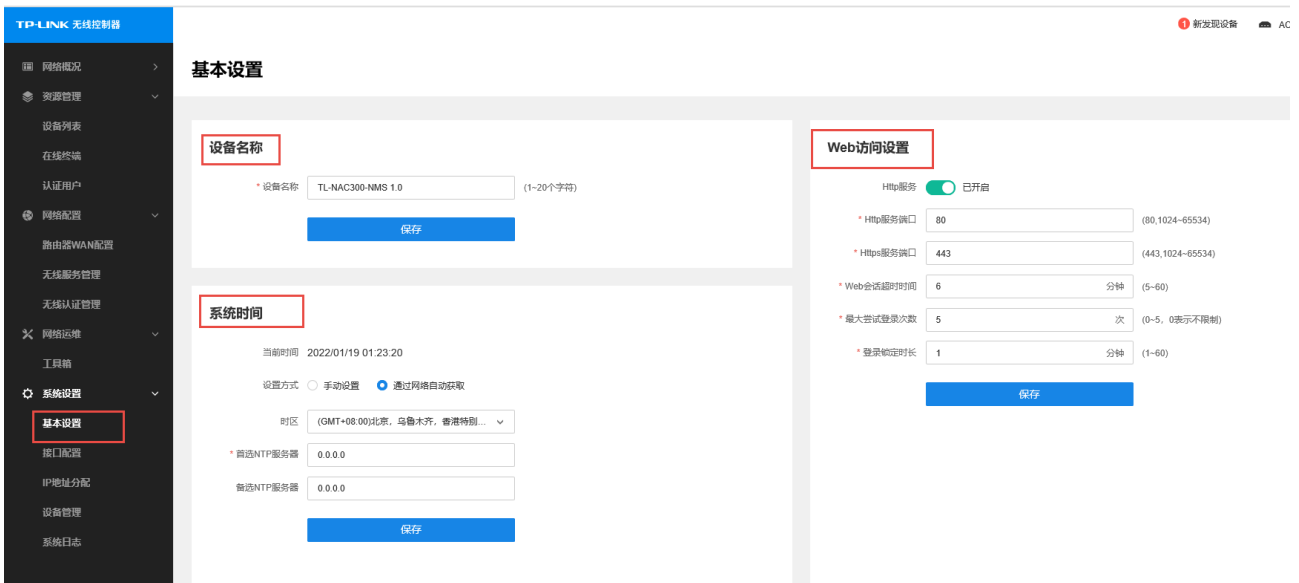 TP-LINK 无线控制器
1 新发现设备 AC
网络概况
资源管理
设备列表
在线终端
认证用户
网络配置
路由器WAN配置
无线服务管理
无线认证管理
网络运维
工具箱
系统设置
基本设置
接口配置
IP地址分配
设备管理
系统日志
基本设置
设备名称
* 设备名称 TL-NAC300-NMS 1.0 (1~20个字符)
保存
系统时间
当前时间 2022/01/19 01:23:20
设置方式 手动设置 通过网络自动获取
时区 (GMT+08:00)北京，乌鲁木齐，香港特别...
* 首选NTP服务器 0.0.0.0
备选NTP服务器 0.0.0.0
保存
Web访问设置
Http服务 已开启
* Http服务端口 80 (80,1024~65534)
* Https服务端口 443 (443,1024~65534)
* Web会话超时时间 6 分钟 (5~60)
* 最大尝试登录次数 5 次 (0~5，0表示不限制)
* 登录锁定时长 1 分钟 (1~60)
保存